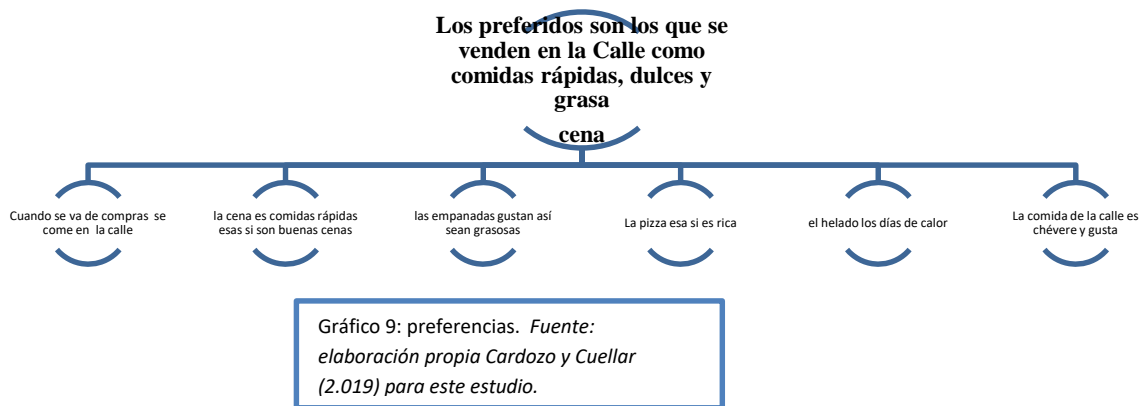 Los preferidos son los que se
venden en la Calle como
comidas rápidas, dulces y
grasa
cena
Cuando se va de compras se
come en la calle
la cena es comidas rápidas
esas si son buenas cenas
las empanadas gustan así
sean grasosas
La pizza esa si es rica
el helado los días de calor
La comida de la calle es
chévere y gusta
Gráfico 9: preferencias. Fuente:
elaboración propia Cardozo y Cuellar
(2.019) para este estudio.